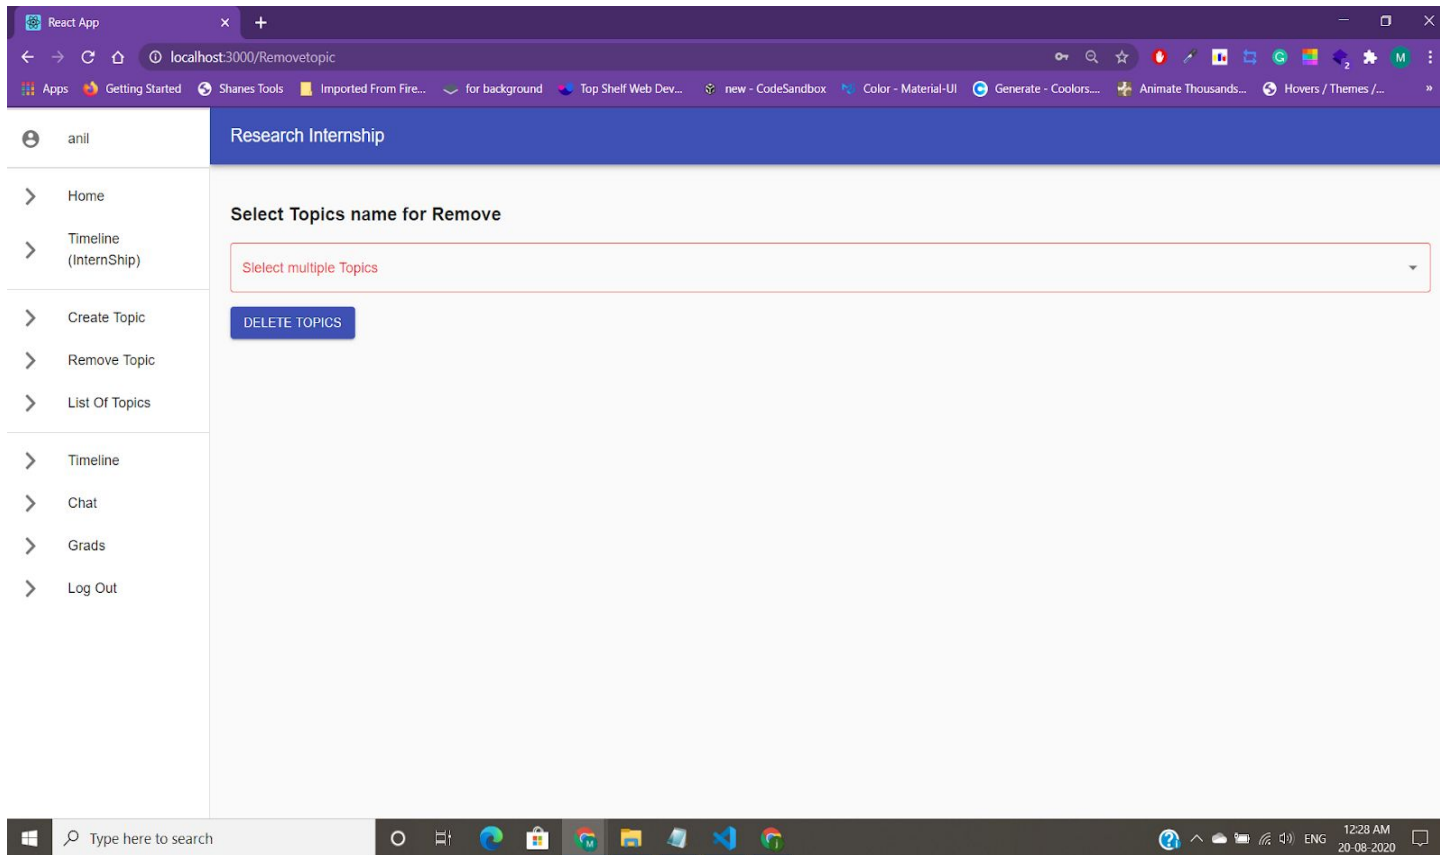 React App
localhost:3000/Removetopic
Apps Getting Started Shanes Tools Imported From Fire... for background Top Shelf Web Dev... new - CodeSandbox Color - Material-UI Generate - Coolors.... Animate Thousands... Hovers / Themes /... »
anil
Research Internship
Home
Timeline
(InternShip)
Create Topic
Remove Topic
List Of Topics
Timeline
Chat
Grads
Log Out
Select Topics name for Remove
Slelect multiple Topics
DELETE TOPICS
Type here to search
ENG
12:28 AM
20-08-2020